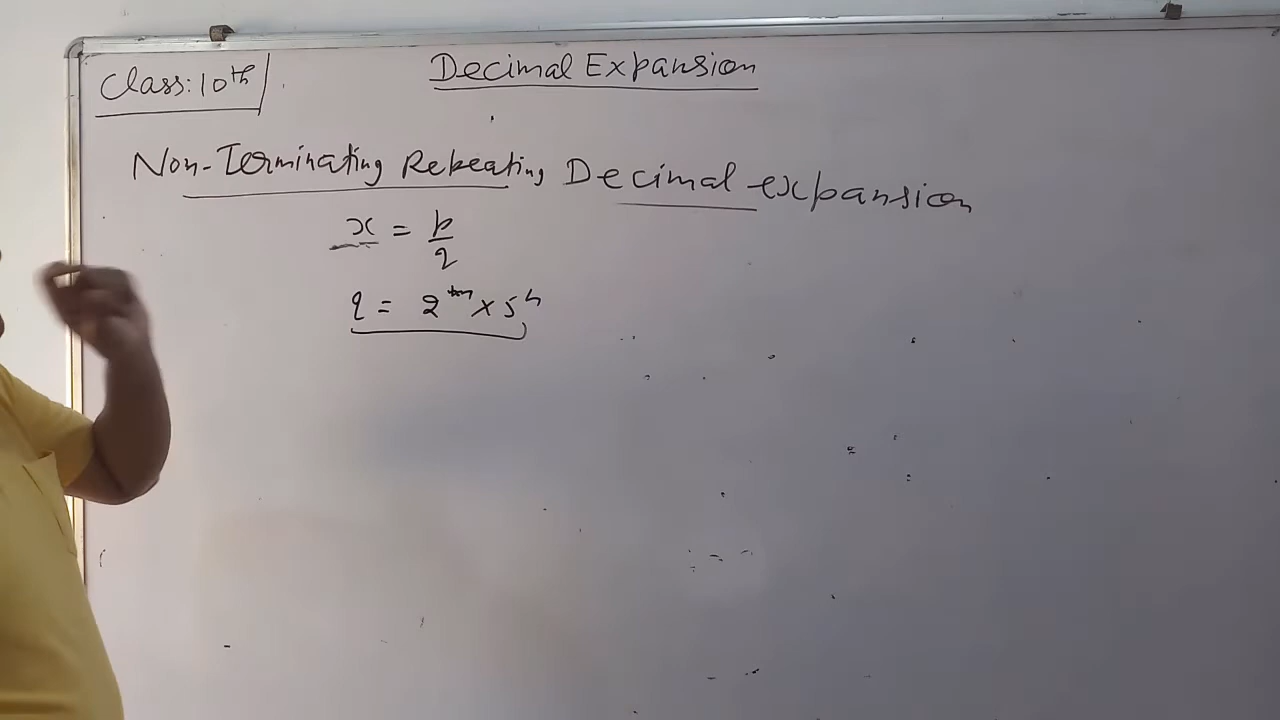 Class: 10th
Decimal Expansion
Non-Terminating Repeating Decimal expansion
x = p/q
q = 2^m × 5^n